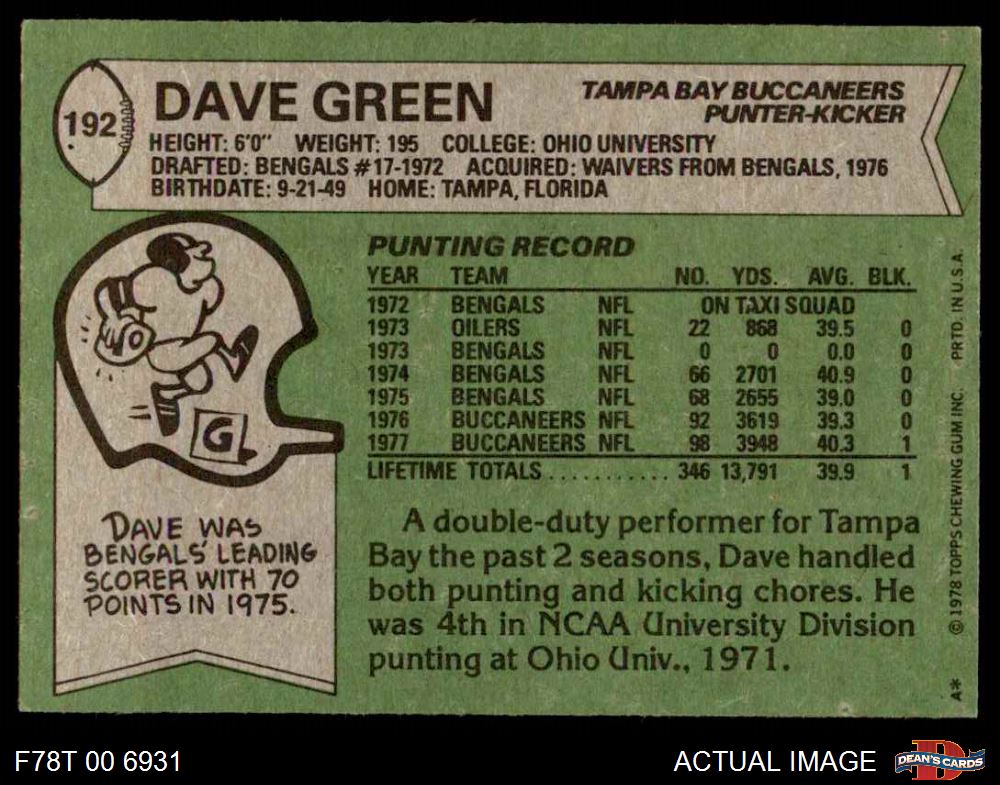 192
DAVE GREEN
TAMPA BAY BUCCANEERS
PUNTER-KICKER
HEIGHT: 6'0" WEIGHT: 195 COLLEGE: OHIO UNIVERSITY
DRAFTED: BENGALS #17-1972 ACQUIRED: WAIVERS FROM BENGALS, 1976
BIRTHDATE: 9-21-49 HOME: TAMPA, FLORIDA
PUNTING RECORD
YEAR TEAM NO. YDS. AVG. BLK.
1972 BENGALS NFL ON TAXI SQUAD
1973 OILERS NFL 22 868 39.5 0
1973 BENGALS NFL 0 0 0.0 0
1974 BENGALS NFL 66 2701 40.9 0
1975 BENGALS NFL 68 2655 39.0 0
1976 BUCCANEERS NFL 92 3619 39.3 0
1977 BUCCANEERS NFL 98 3948 40.3 1
LIFETIME TOTALS ............ 346 13,791 39.9 1
G
DAVE WAS
BENGALS' LEADING
SCORER WITH 70
POINTS IN 1975.
A double-duty performer for Tampa
Bay the past 2 seasons, Dave handled
both punting and kicking chores. He
was 4th in NCAA University Division
punting at Ohio Univ., 1971.
A* © 1978 TOPPS CHEWING GUM INC. PRTD. IN U.S.A.
F78T 00 6931
ACTUAL IMAGE
DEAN'S CARDS